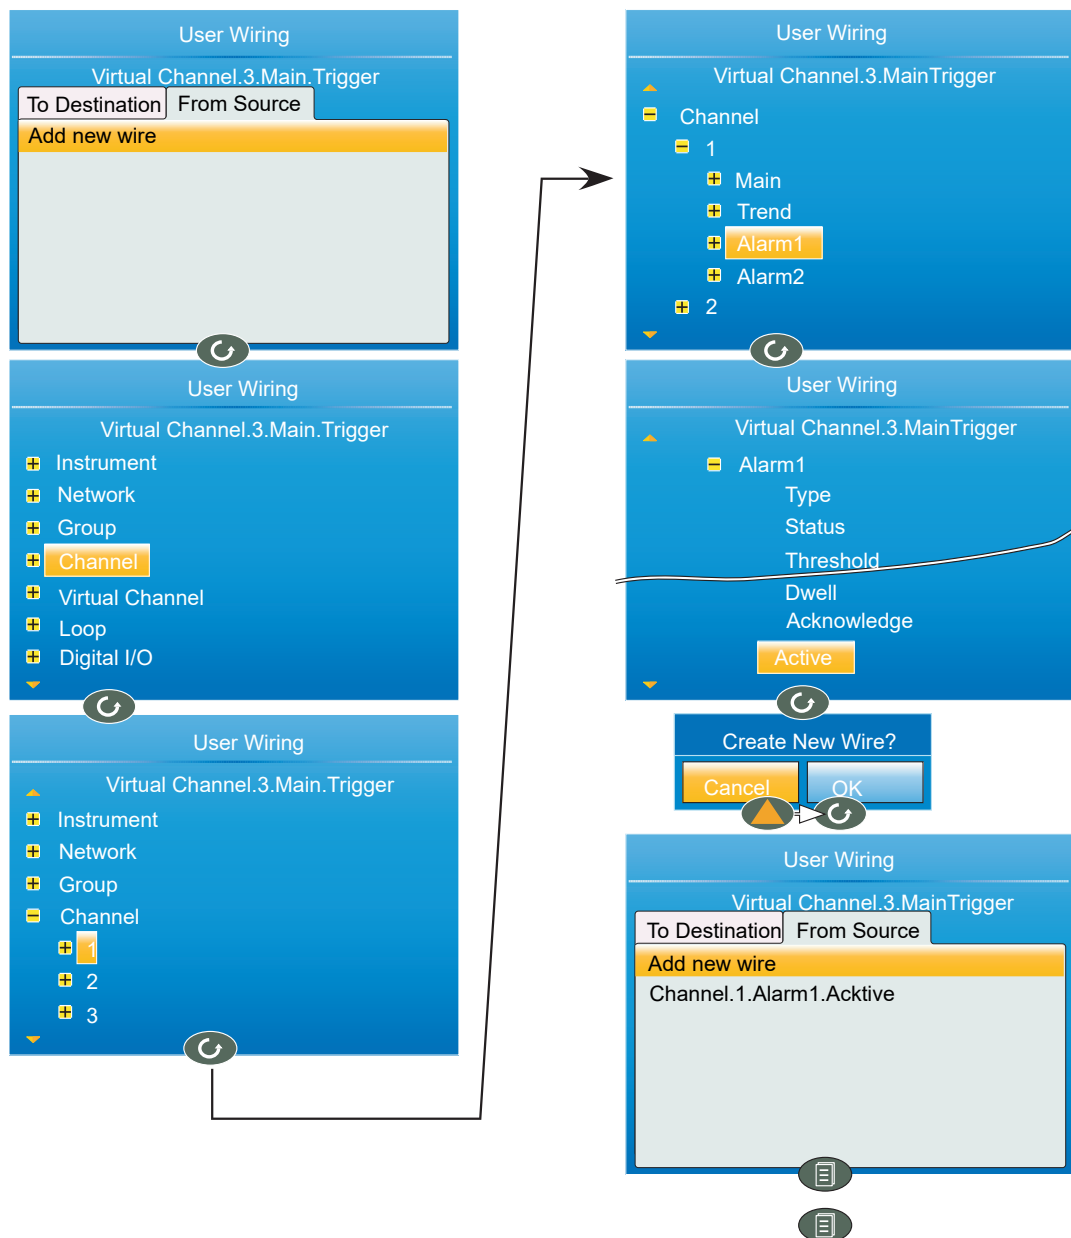 User Wiring
Virtual Channel.3.Main.Trigger
To Destination From Source
Add new wire
User Wiring
Virtual Channel.3.Main.Trigger
Instrument
Network
Group
Channel
Virtual Channel
Loop
Digital I/O
User Wiring
Virtual Channel.3.Main.Trigger
Instrument
Network
Group
Channel
1
2
3
User Wiring
Virtual Channel.3.MainTrigger
Channel
1
Main
Trend
Alarm1
Alarm2
2
User Wiring
Virtual Channel.3.MainTrigger
Alarm1
Type
Status
Threshold
Dwell
Acknowledge
Active
Create New Wire?
Cancel OK
User Wiring
Virtual Channel.3.MainTrigger
To Destination From Source
Add new wire
Channel.1.Alarm1.Acktive